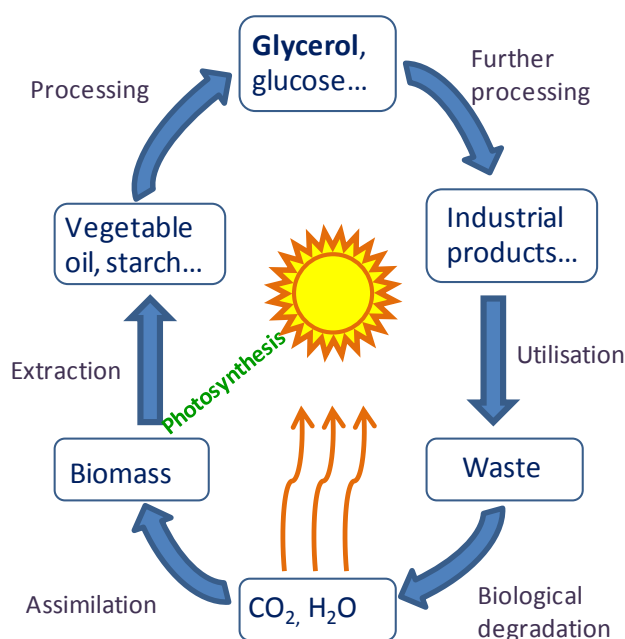 Glycerol,
glucose...
Processing
Further
processing
Vegetable
oil, starch...
Industrial
products...
Extraction
Photosynthesis
Utilisation
Biomass
Waste
Assimilation
CO₂, H₂O
Biological
degradation